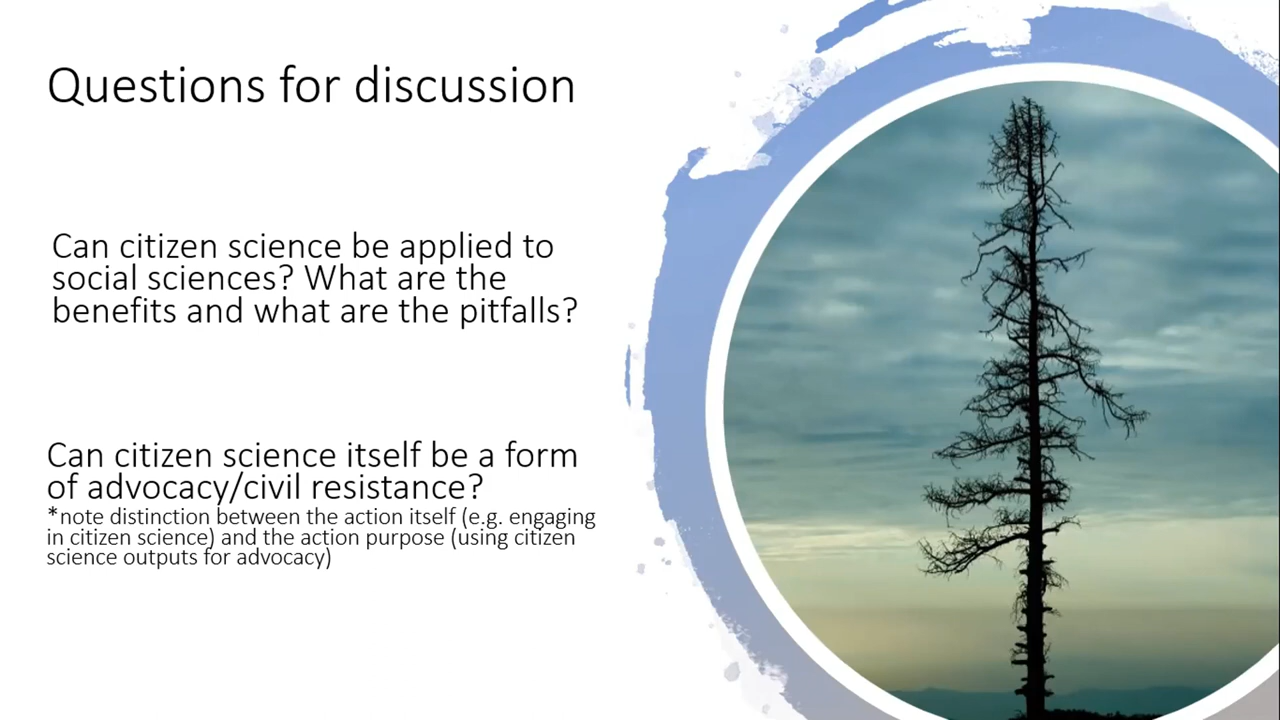 Questions for discussion
Can citizen science be applied to
social sciences? What are the
benefits and what are the pitfalls?
Can citizen science itself be a form
of advocacy/civil resistance?
*note distinction between the action itself (e.g. engaging
in citizen science) and the action purpose (using citizen
science outputs for advocacy)